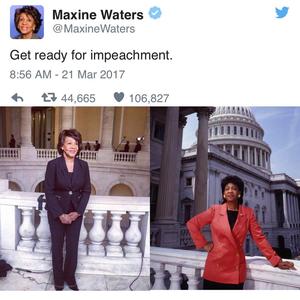 Maxine Waters
@MaxineWaters
Get ready for impeachment.
8:56 AM - 21 Mar 2017
44,665 106,827